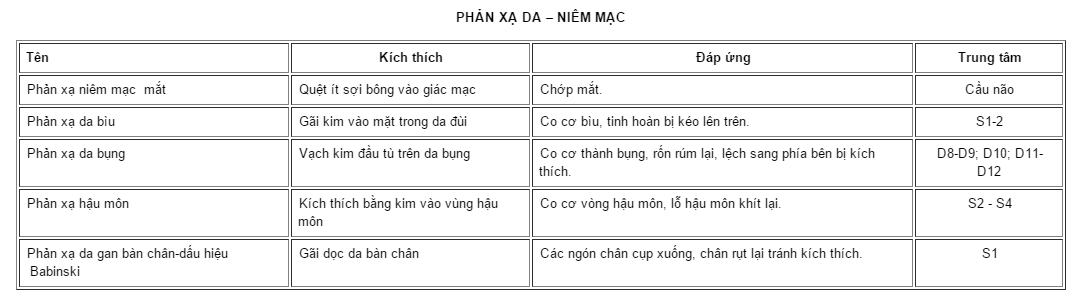 PHẢN XẠ DA – NIÊM MẠC
Tên Kích thích Đáp ứng Trung tâm
Phản xạ niêm mạc mắt Quệt ít sợi bông vào giác mạc Chớp mắt. Cầu não
Phản xạ da bìu Gãi kim vào mặt trong da đùi Co cơ bìu, tinh hoàn bị kéo lên trên. S1-2
Phản xạ da bụng Vạch kim đầu tù trên da bụng Co cơ thành bụng, rốn rúm lại, lệch sang phía bên bị kích D8-D9; D10; D11-
thích. D12
Phản xạ hậu môn Kích thích bằng kim vào vùng hậu Co cơ vòng hậu môn, lỗ hậu môn khít lại. S2 - S4
môn
Phản xạ da gan bàn chân-dấu hiệu Gãi dọc da bàn chân Các ngón chân cụp xuống, chân rụt lại tránh kích thích. S1
Babinski